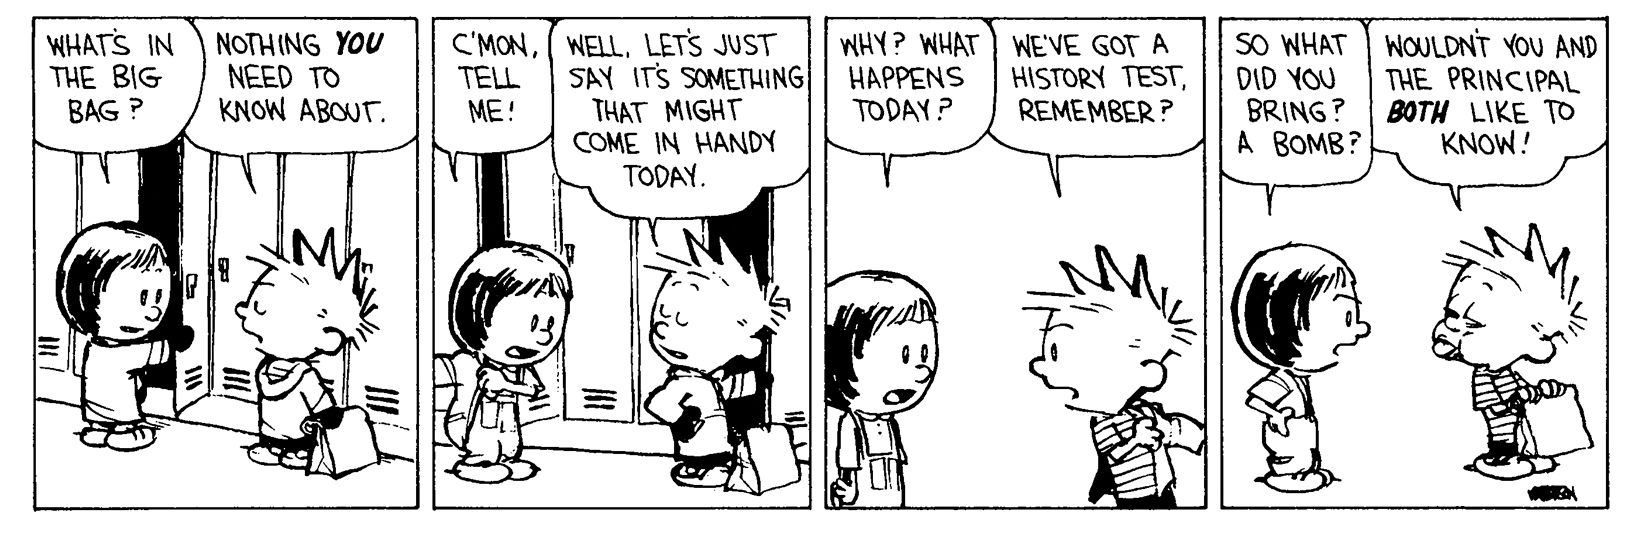 WHAT'S IN
THE BIG
BAG?
NOTHING YOU
NEED TO
KNOW ABOUT.
C'MON,
TELL
ME!
WELL, LET'S JUST
SAY IT'S SOMETHING
THAT MIGHT
COME IN HANDY
TODAY.
WHY? WHAT
HAPPENS
TODAY?
WE'VE GOT A
HISTORY TEST,
REMEMBER?
SO WHAT
DID YOU
BRING?
A BOMB?
WOULDN'T YOU AND
THE PRINCIPAL
BOTH LIKE TO
KNOW!